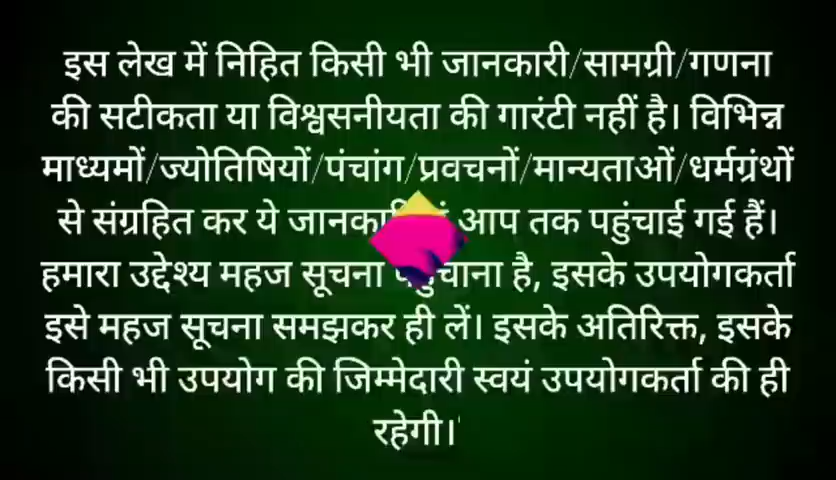 इस लेख में निहित किसी भी जानकारी/सामग्री/गणना
की सटीकता या विश्वसनीयता की गारंटी नहीं है। विभिन्न
माध्यमों/ज्योतिषियों/पंचांग/प्रवचनों/मान्यताओं/धर्मग्रंथों
से संग्रहित कर ये आप तक पहुंचाई गई हैं।
हमारा उद्देश्य महज सूचना है, इसके उपयोगकर्ता
इसे महज सूचना समझकर ही लें। इसके अतिरिक्त, इसके
किसी भी उपयोग की जिम्मेदारी स्वयं उपयोगकर्ता की ही
रहेगी।'